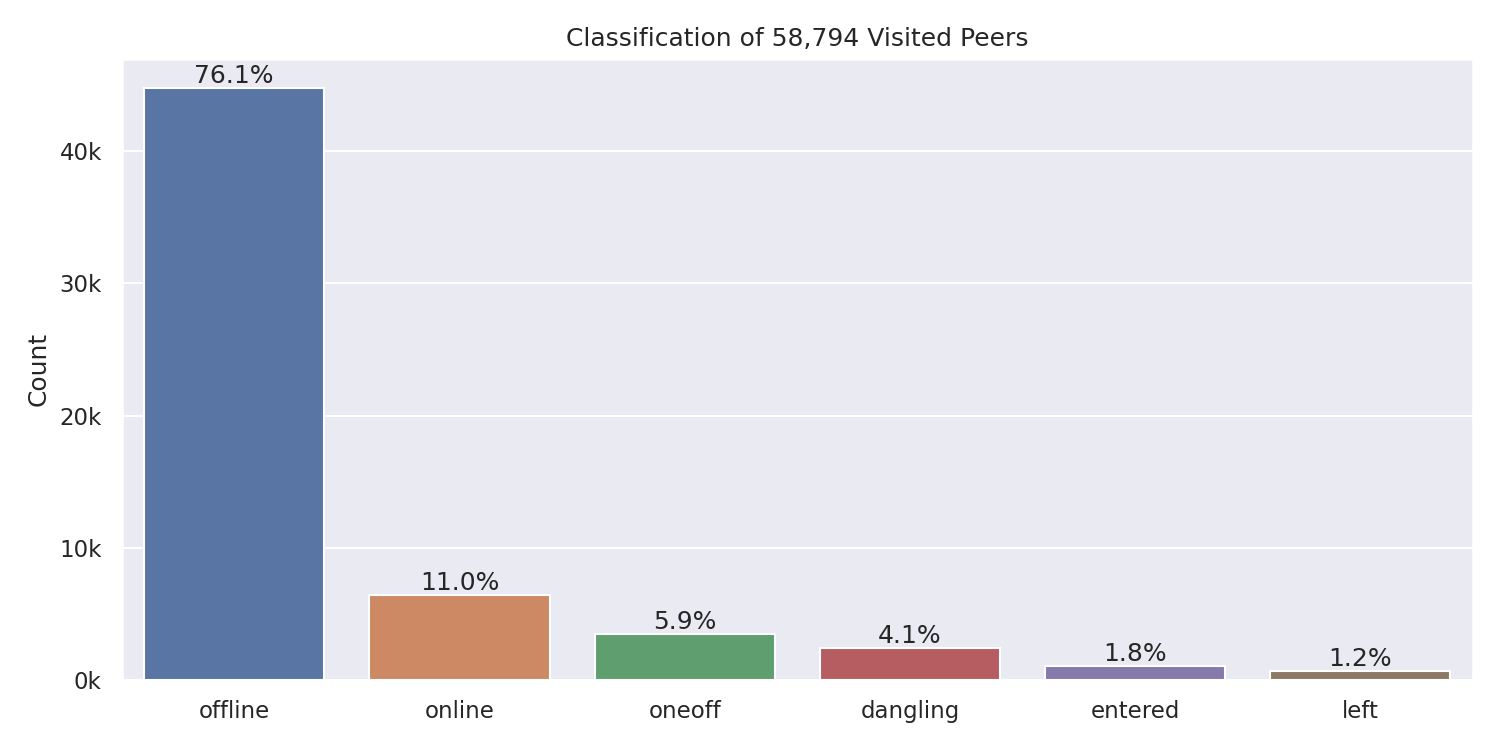 Classification of 58,794 Visited Peers
76.1%
40k
30k
Count
20k
10k
11.0%
5.9%
4.1%
1.8%
1.2%
0k
offline
online
oneoff
dangling
entered
left